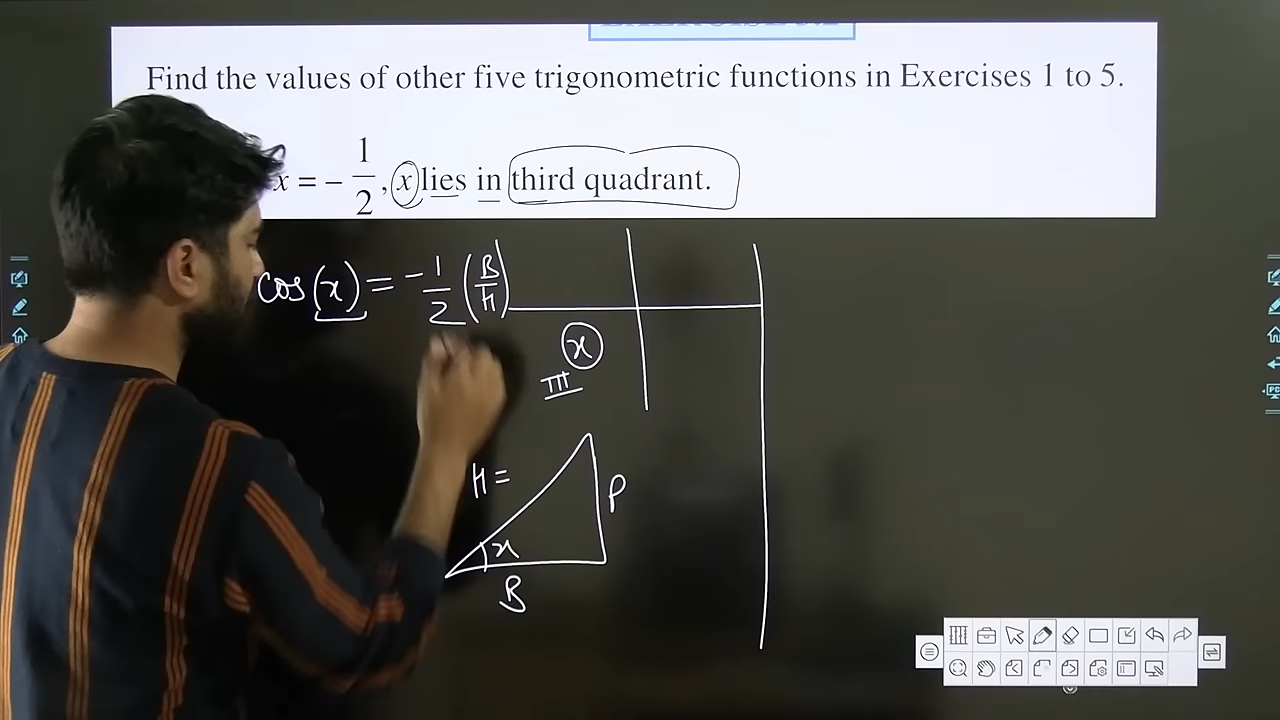 Find the values of other five trigonometric functions in Exercises 1 to 5.
x = − 1/2, x lies in third quadrant.
cos(x) = −1/2 (B/H)
x
III
H =
P
x
B